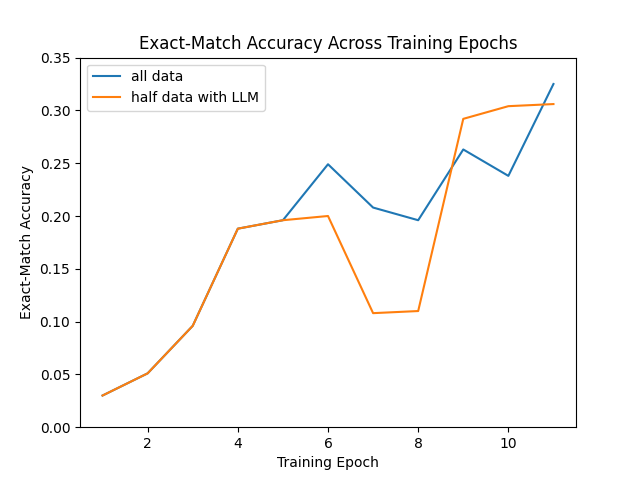 Exact-Match Accuracy Across Training Epochs
all data
half data with LLM
Exact-Match Accuracy
0.35
0.30
0.25
0.20
0.15
0.10
0.05
0.00
2 4 6 8 10
Training Epoch